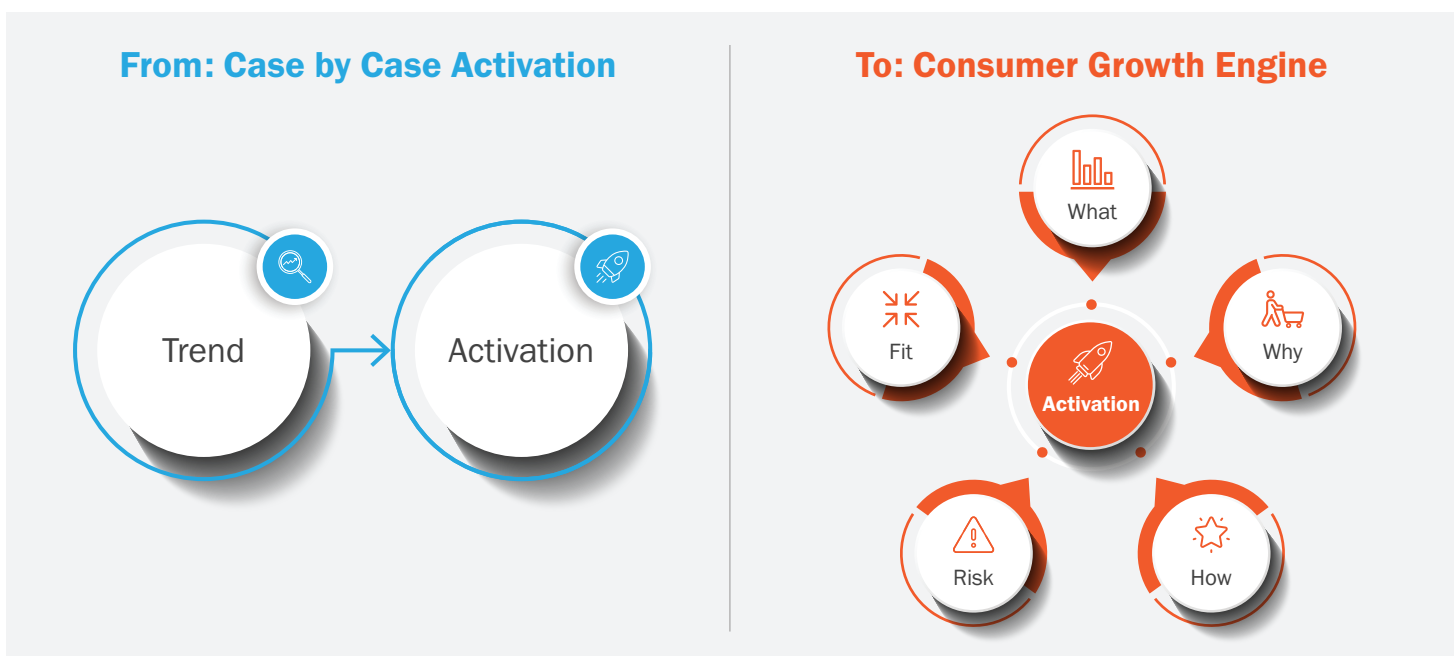 From: Case by Case Activation
Trend
Activation
To: Consumer Growth Engine
What
Why
How
Risk
Fit
Activation